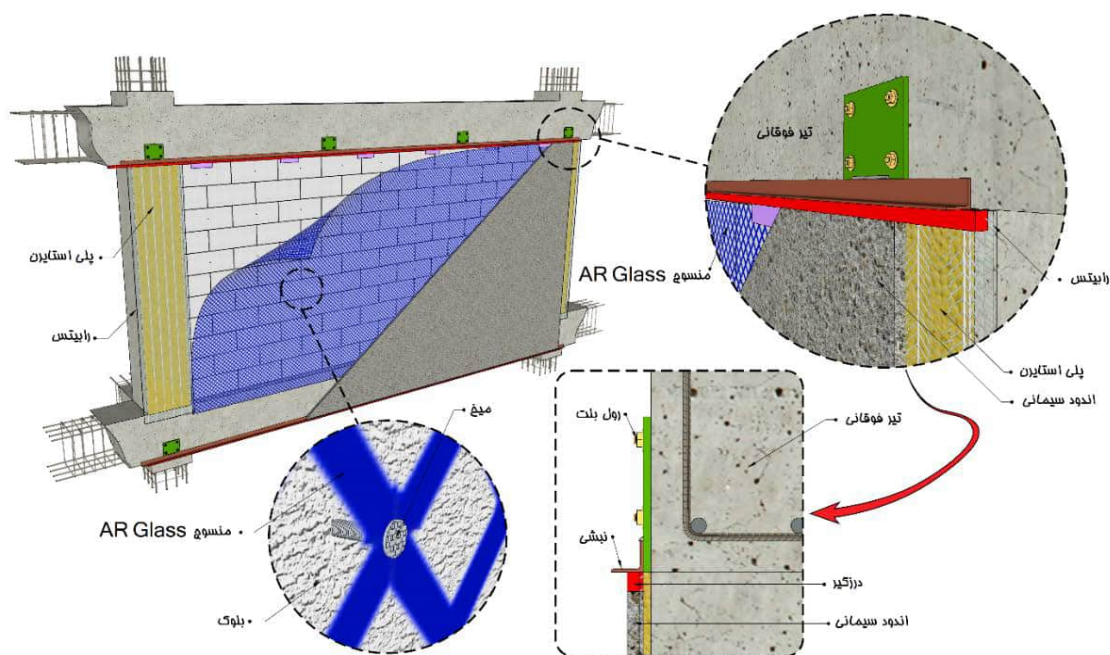 پلی استایرن
رابیتس
تیر فوقانی
منسوج AR Glass
رابیتس
پلی استایرن
اندود سیمانی
میخ
منسوج AR Glass
بلوک
رول بلت
تیر فوقانی
نبشی
درزگیر
اندود سیمانی